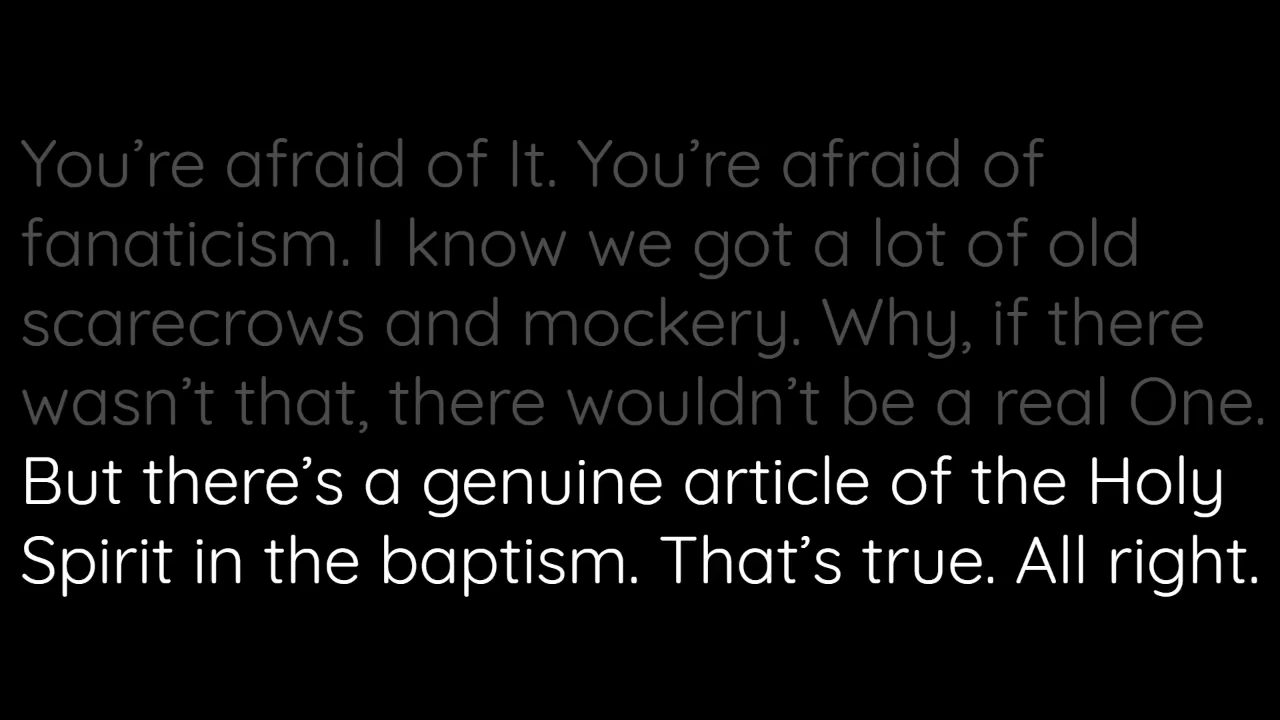 You’re afraid of It. You’re afraid of
fanaticism. I know we got a lot of old
scarecrows and mockery. Why, if there
wasn’t that, there wouldn’t be a real One.
But there’s a genuine article of the Holy
Spirit in the baptism. That’s true. All right.